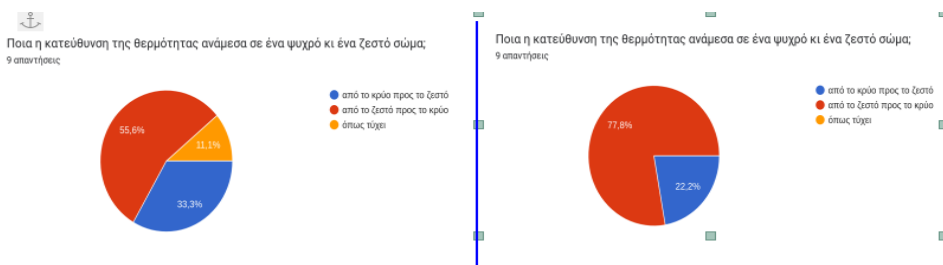 Ποια η κατεύθυνση της θερμότητας ανάμεσα σε ένα ψυχρό κι ένα ζεστό σώμα;
9 απαντήσεις
από το κρύο προς το ζεστό
από το ζεστό προς το κρύο
όπως τύχει
55,6%
11,1%
33,3%
Ποια η κατεύθυνση της θερμότητας ανάμεσα σε ένα ψυχρό κι ένα ζεστό σώμα;
9 απαντήσεις
από το κρύο προς το ζεστό
από το ζεστό προς το κρύο
όπως τύχει
77,8%
22,2%